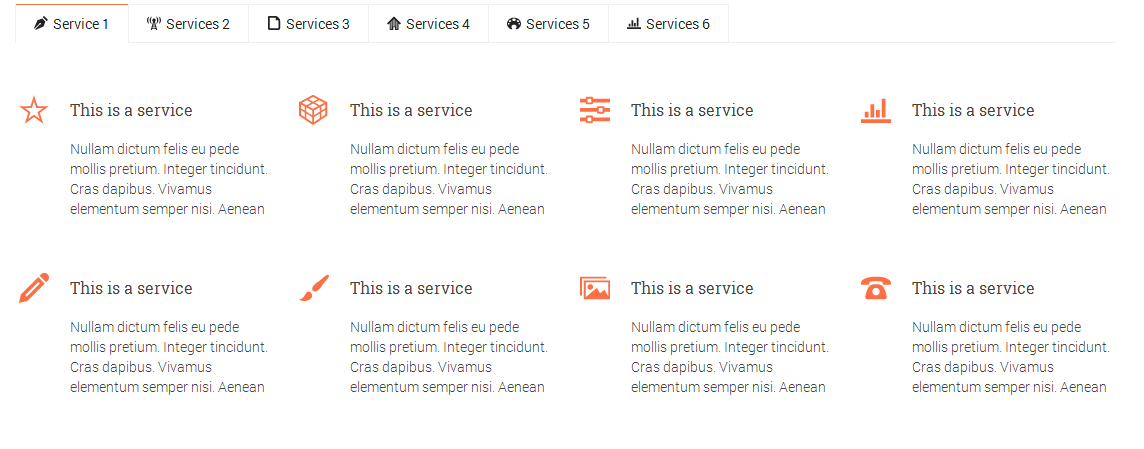 Service 1
Services 2
Services 3
Services 4
Services 5
Services 6
This is a service
Nullam dictum felis eu pede
mollis pretium. Integer tincidunt.
Cras dapibus. Vivamus
elementum semper nisi. Aenean
This is a service
Nullam dictum felis eu pede
mollis pretium. Integer tincidunt.
Cras dapibus. Vivamus
elementum semper nisi. Aenean
This is a service
Nullam dictum felis eu pede
mollis pretium. Integer tincidunt.
Cras dapibus. Vivamus
elementum semper nisi. Aenean
This is a service
Nullam dictum felis eu pede
mollis pretium. Integer tincidunt.
Cras dapibus. Vivamus
elementum semper nisi. Aenean
This is a service
Nullam dictum felis eu pede
mollis pretium. Integer tincidunt.
Cras dapibus. Vivamus
elementum semper nisi. Aenean
This is a service
Nullam dictum felis eu pede
mollis pretium. Integer tincidunt.
Cras dapibus. Vivamus
elementum semper nisi. Aenean
This is a service
Nullam dictum felis eu pede
mollis pretium. Integer tincidunt.
Cras dapibus. Vivamus
elementum semper nisi. Aenean
This is a service
Nullam dictum felis eu pede
mollis pretium. Integer tincidunt.
Cras dapibus. Vivamus
elementum semper nisi. Aenean